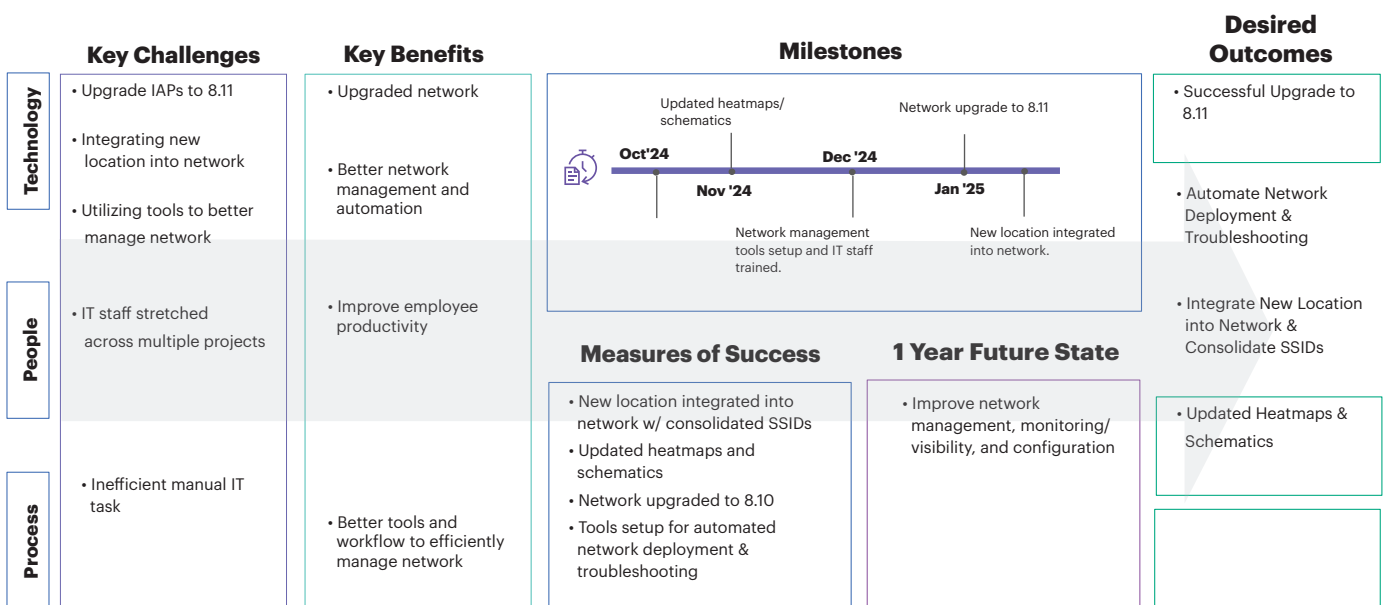 Key Challenges
Key Benefits
Milestones
Desired
Outcomes
Technology
• Upgrade IAPs to 8.11
• Integrating new
location into network
• Utilizing tools to better
manage network
• Upgraded network
• Better network
management and
automation
Updated heatmaps/
schematics
Network upgrade to 8.11
Oct'24
Dec '24
Nov '24
Jan '25
Network management
tools setup and IT staff
trained.
New location integrated
into network.
• Successful Upgrade to
8.11
• Automate Network
Deployment &
Troubleshooting
People
• IT staff stretched
across multiple projects
• Improve employee
productivity
• Integrate New Location
into Network &
Consolidate SSIDs
Measures of Success
• New location integrated into
network w/ consolidated SSIDs
• Updated heatmaps and
schematics
• Network upgraded to 8.10
• Tools setup for automated
network deployment &
troubleshooting
1 Year Future State
• Improve network
management, monitoring/
visibility, and configuration
• Updated Heatmaps &
Schematics
Process
• Inefficient manual IT
task
• Better tools and
workflow to efficiently
manage network